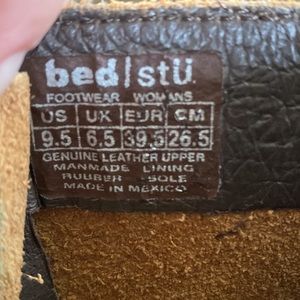 bed|stü.
FOOTWEAR WOMANS
US UK EUR CM
9.5 6.5 39.5 26.5
GENUINE LEATHER UPPER
MANMADE LINING
RUBBER SOLE
MADE IN MEXICO